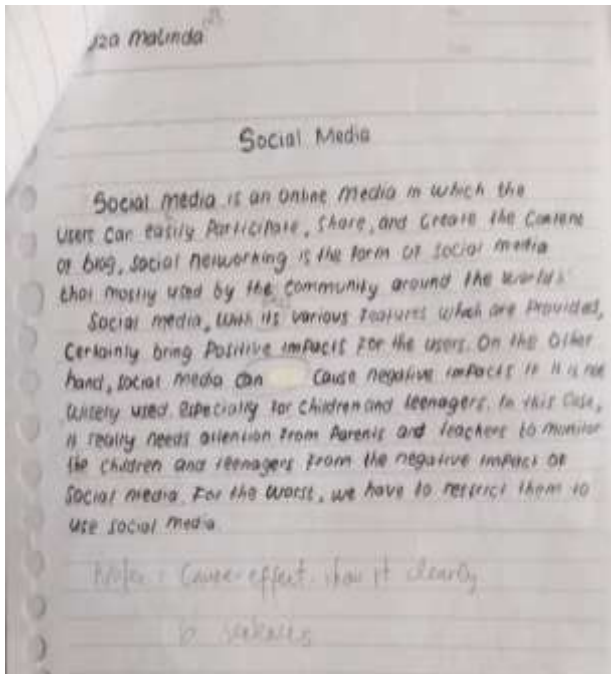 Malinda
Social Media
Social media is an online media in which the
users can easily Participate, share, and create the content
of blog, social networking is the form of social media
that mostly used by the community around the world.
Social media, with its various features which are Provided,
Certainly bring Positive impacts for the users. On the other
hand, social media can cause negative impacts if it is not
wisely used. Especially for children and teenagers. In this case,
it really needs attention from Parents and teachers to monitor
the children and teenagers from the negative impact of
social media. For the worst, we have to restrict them to
use social media.
Notes: Cause-effect. show it clearly